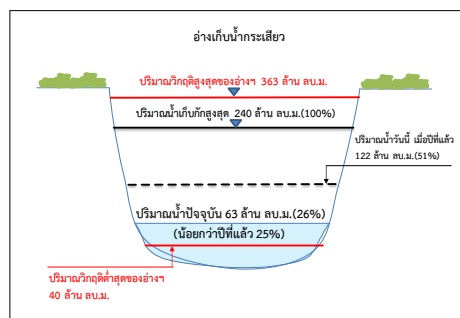 อ่างเก็บน้ำกระเสียว
ปริมาณวิกฤติสูงสุดของอ่างฯ 363 ล้าน ลบ.ม.
ปริมาณน้ำเก็บกักสูงสุด 240 ล้าน ลบ.ม.(100%)
ปริมาณน้ำวันนี้ เมื่อปีที่แล้ว
122 ล้าน ลบ.ม.(51%)
ปริมาณน้ำปัจจุบัน 63 ล้าน ลบ.ม.(26%)
(น้อยกว่าปีที่แล้ว 25%)
ปริมาณวิกฤติต่ำสุดของอ่างฯ
40 ล้าน ลบ.ม.